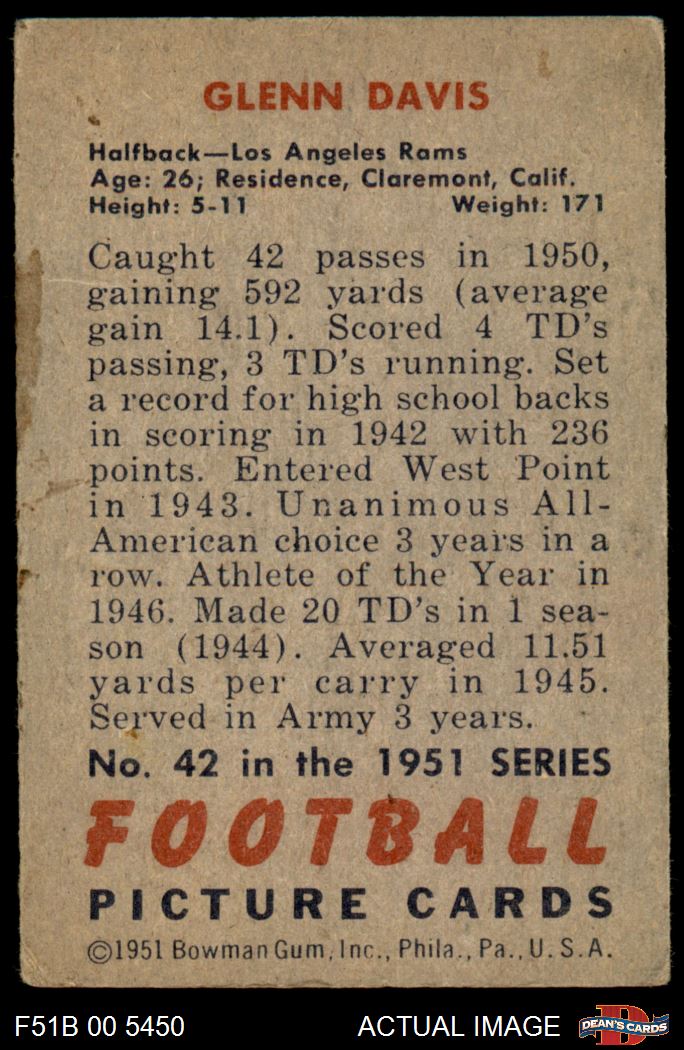 GLENN DAVIS
Halfback—Los Angeles Rams
Age: 26; Residence, Claremont, Calif.
Height: 5-11 Weight: 171
Caught 42 passes in 1950,
gaining 592 yards (average
gain 14.1). Scored 4 TD's
passing, 3 TD's running. Set
a record for high school backs
in scoring in 1942 with 236
points. Entered West Point
in 1943. Unanimous All-
American choice 3 years in a
row. Athlete of the Year in
1946. Made 20 TD's in 1 sea-
son (1944). Averaged 11.51
yards per carry in 1945.
Served in Army 3 years.
No. 42 in the 1951 SERIES
FOOTBALL
PICTURE CARDS
©1951 Bowman Gum, Inc., Phila., Pa., U.S.A.
F51B 00 5450 ACTUAL IMAGE D DEAN'S CARDS